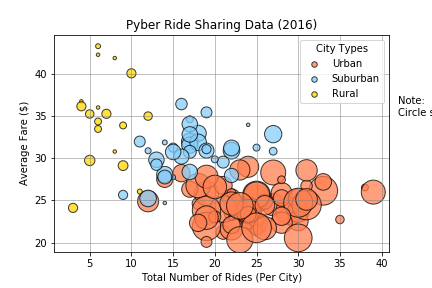 Pyber Ride Sharing Data (2016)
City Types
Urban
Suburban
Rural
Note:
Circle
Average Fare ($)
40
35
30
25
20
5
10
15
20
25
30
35
40
Total Number of Rides (Per City)